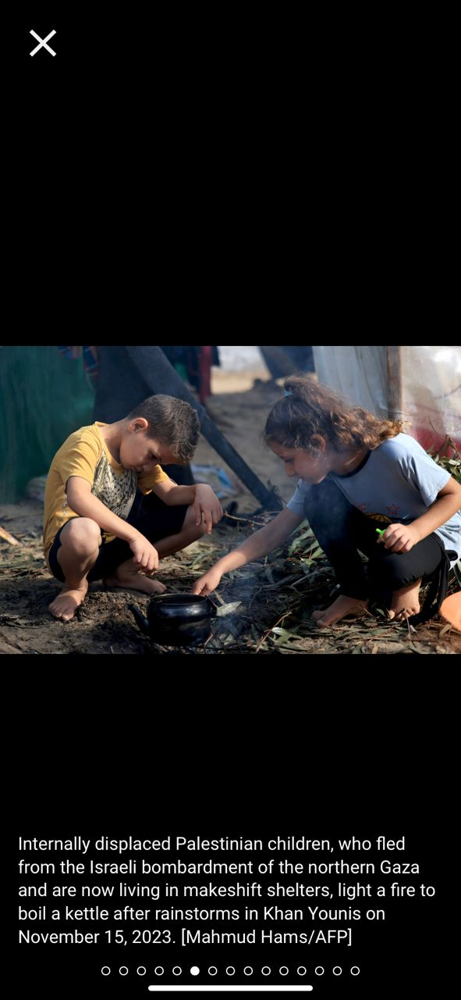 Internally displaced Palestinian children, who fled
from the Israeli bombardment of the northern Gaza
and are now living in makeshift shelters, light a fire to
boil a kettle after rainstorms in Khan Younis on
November 15, 2023. [Mahmud Hams/AFP]